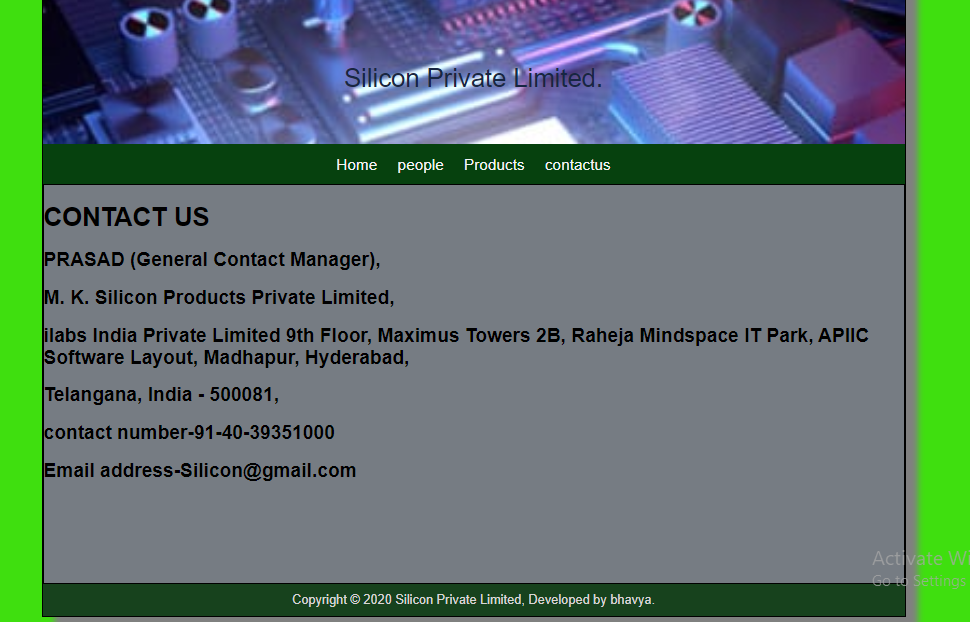 Silicon Private Limited.
Home people Products contactus
CONTACT US
PRASAD (General Contact Manager),
M. K. Silicon Products Private Limited,
ilabs India Private Limited 9th Floor, Maximus Towers 2B, Raheja Mindspace IT Park, APIIC
Software Layout, Madhapur, Hyderabad,
Telangana, India - 500081,
contact number-91-40-39351000
Email address-Silicon@gmail.com
Activate Wi
Go to Settings
Copyright © 2020 Silicon Private Limited, Developed by bhavya.